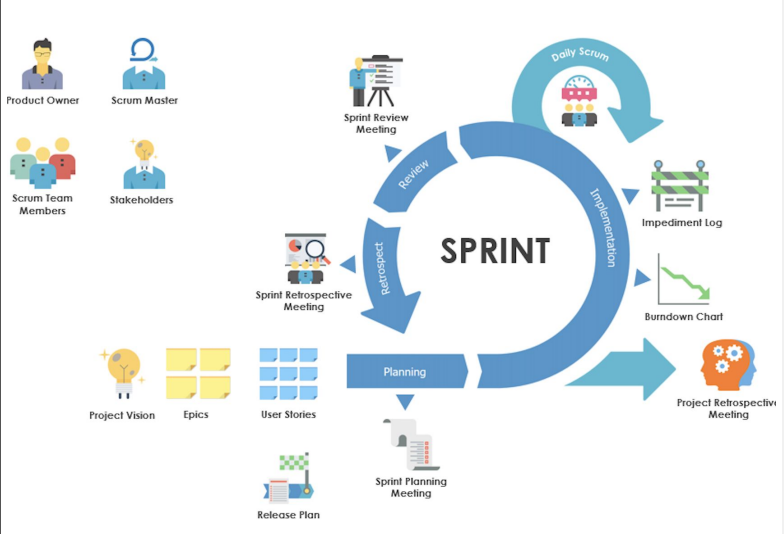 Product Owner
Scrum Master
Scrum Team
Members
Stakeholders
Sprint Review
Meeting
Daily Scrum
Review
Implementation
Impediment Log
SPRINT
Retrospect
Sprint Retrospective
Meeting
Burndown Chart
Planning
Project Vision
Epics
User Stories
Project Retrospective
Meeting
Sprint Planning
Meeting
Release Plan